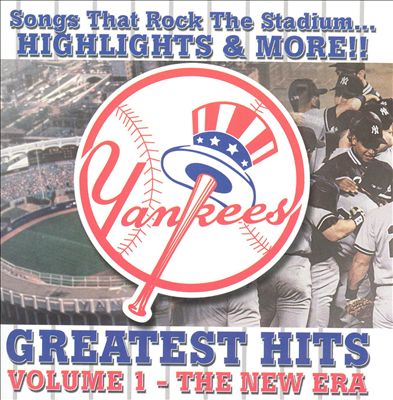 Songs That Rock The Stadium...
HIGHLIGHTS & MORE!!
Yankees
GREATEST HITS
VOLUME 1 - THE NEW ERA